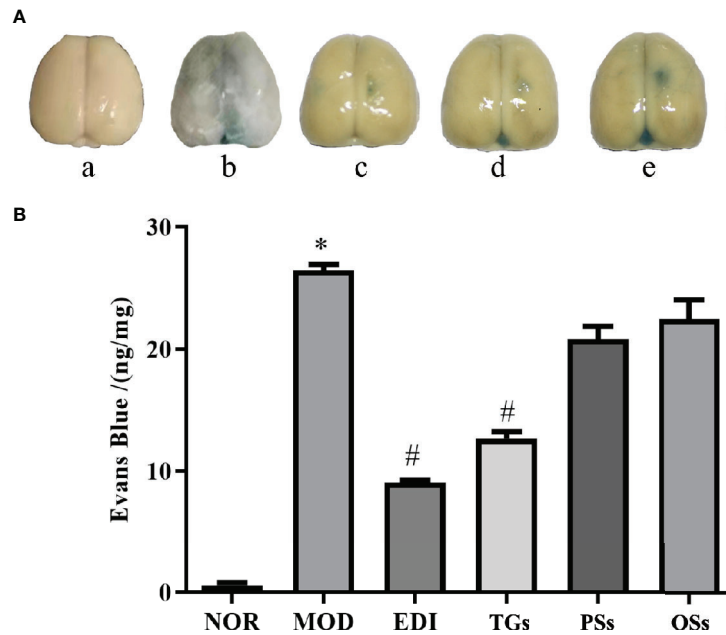 A
a b c d e
B
Evans Blue /(ng/mg)
30
20
10
0
*
#
#
NOR MOD EDI TGs PSs OSs